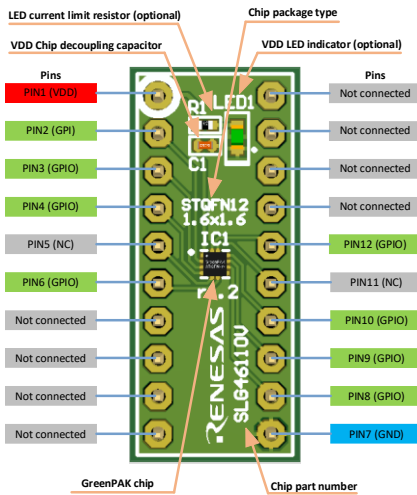 LED current limit resistor (optional)
Chip package type
VDD Chip decoupling capacitor
VDD LED indicator (optional)
Pins
Pins
PIN1 (VDD)
Not connected
PIN2 (GPI)
Not connected
PIN3 (GPIO)
Not connected
PIN4 (GPIO)
Not connected
PIN5 (NC)
PIN12 (GPIO)
PIN6 (GPIO)
PIN11 (NC)
Not connected
PIN10 (GPIO)
Not connected
PIN9 (GPIO)
Not connected
PIN8 (GPIO)
Not connected
PIN7 (GND)
R1
LED1
C1
STQFN12
1.6x1.6
IC1
RENESAS
SLG46110V
GreenPAK chip
Chip part number